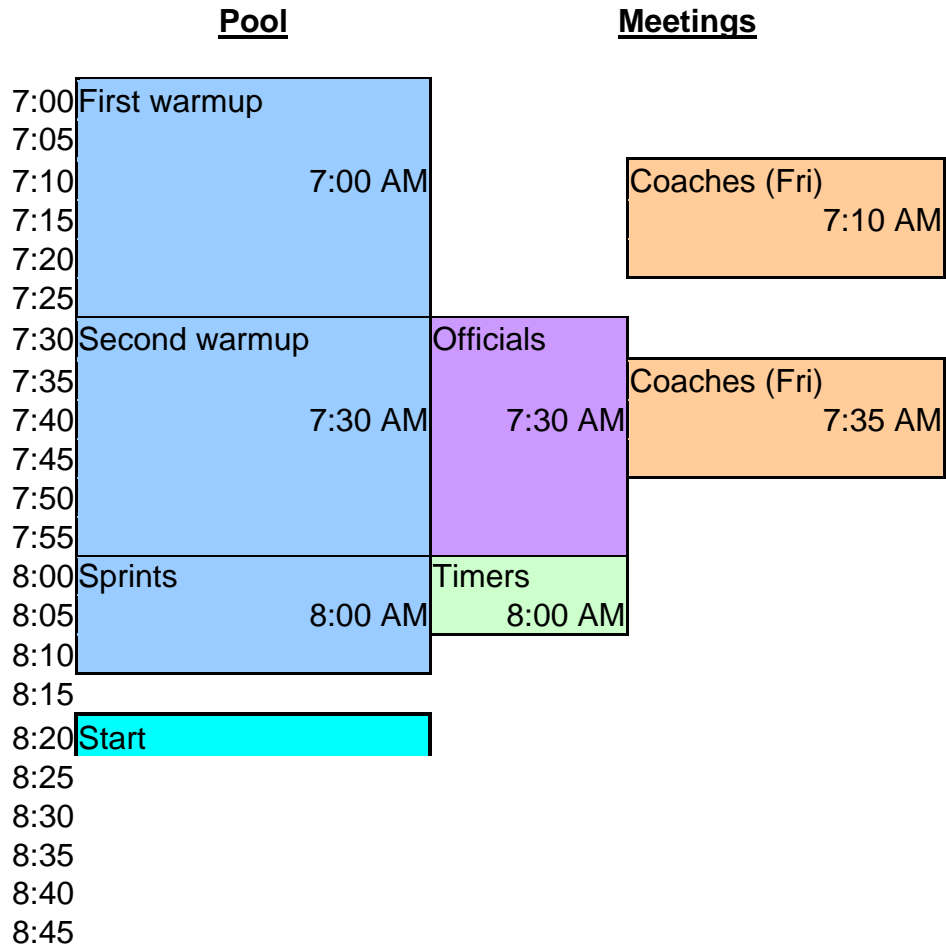 Pool Meetings
7:00 First warmup
7:05
7:10 7:00 AM Coaches (Fri)
7:15 7:10 AM
7:20
7:25
7:30 Second warmup Officials
7:35 Coaches (Fri)
7:40 7:30 AM 7:30 AM 7:35 AM
7:45
7:50
7:55
8:00 Sprints Timers
8:05 8:00 AM 8:00 AM
8:10
8:15
8:20 Start
8:25
8:30
8:35
8:40
8:45